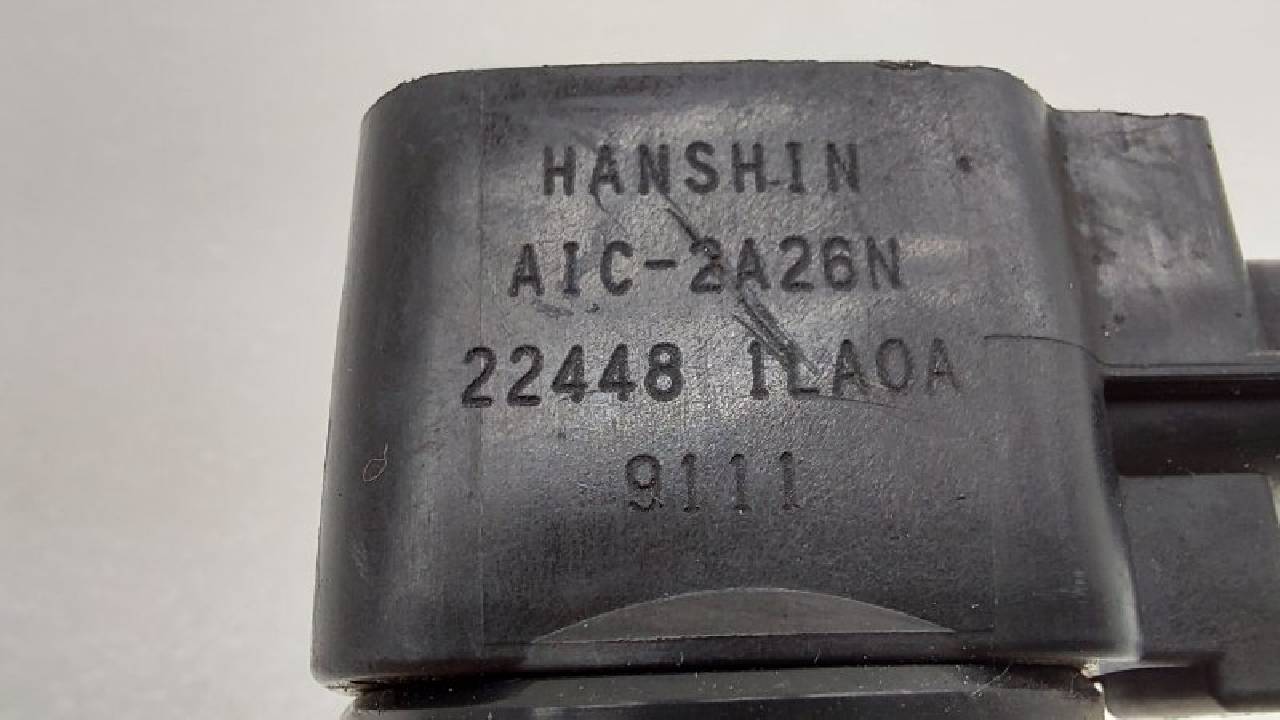 HANSHIN
AIC-2A26N
22448 1LA0A
9111